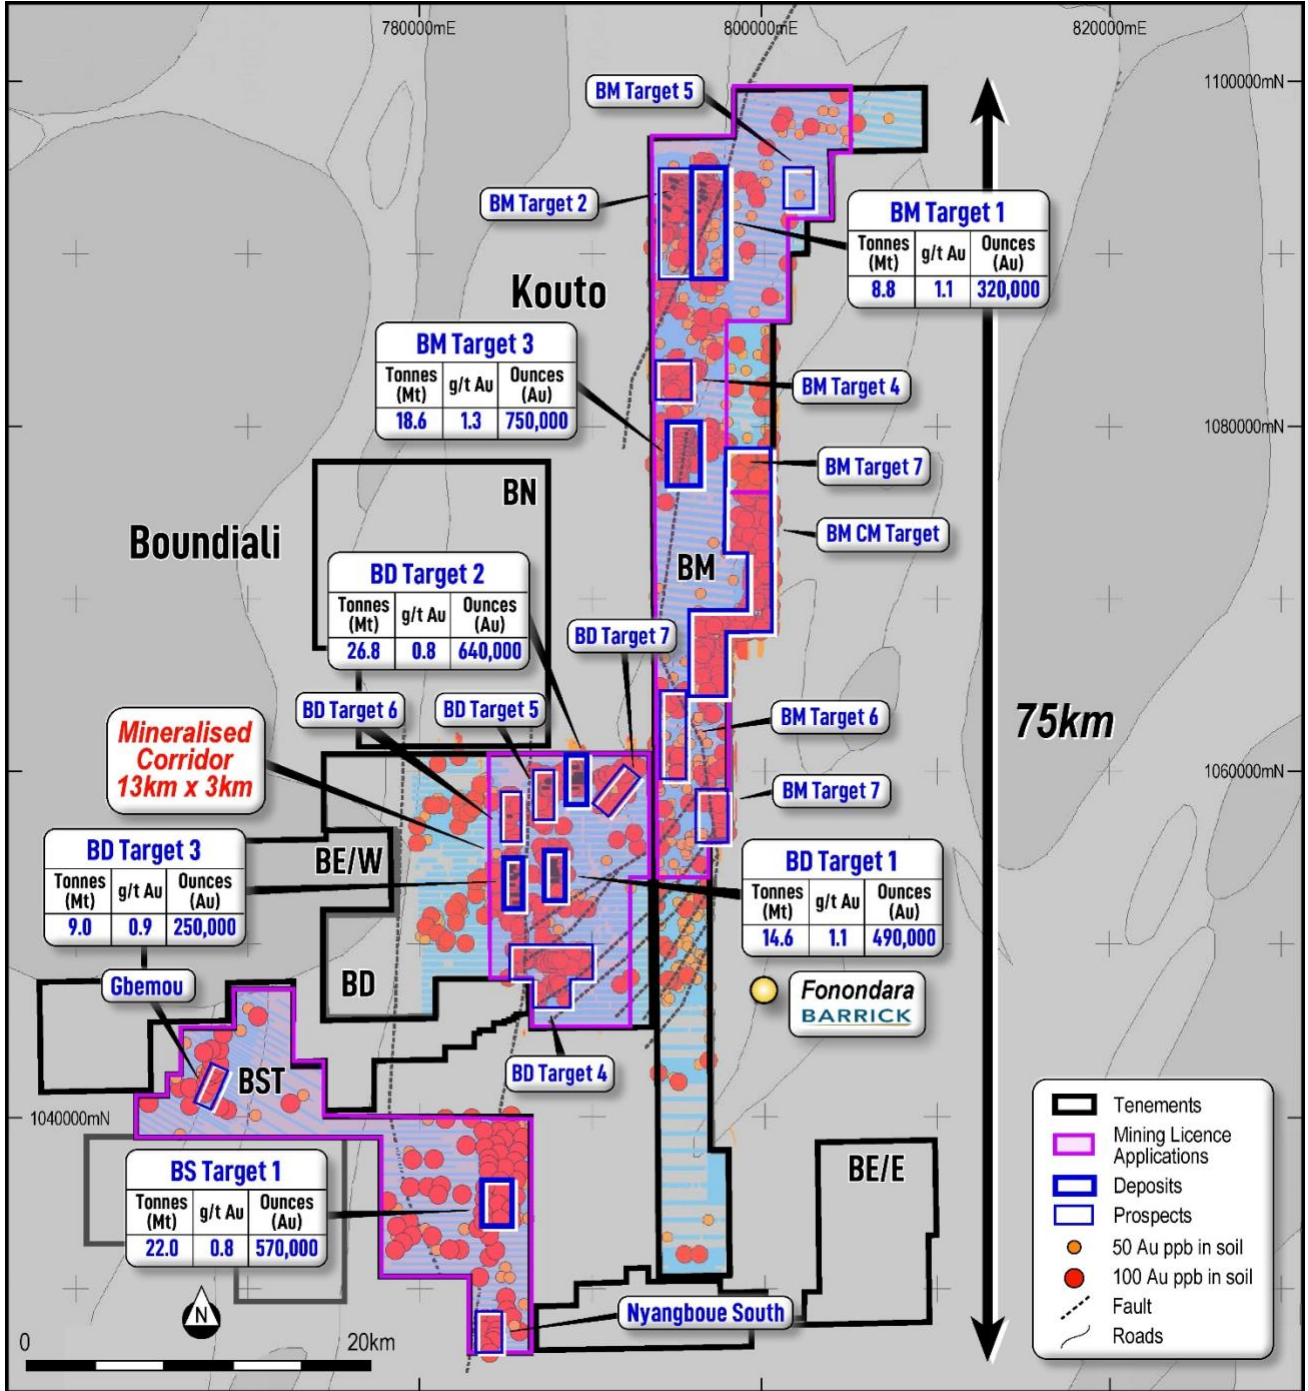 780000mE
800000mE
820000mE
1100000mN
BM Target 5
BM Target 2
BM Target 1
Tonnes (Mt) g/t Au Ounces (Au)
8.8 1.1 320,000
Kouto
BM Target 3
Tonnes (Mt) g/t Au Ounces (Au)
18.6 1.3 750,000
BM Target 4
1080000mN
BM Target 7
BN
BM CM Target
Boundiali
BM
BD Target 2
Tonnes (Mt) g/t Au Ounces (Au)
26.8 0.8 640,000
BD Target 7
BD Target 6
BD Target 5
BM Target 6
75km
Mineralised
Corridor
13km x 3km
1060000mN
BM Target 7
BD Target 3
Tonnes (Mt) g/t Au Ounces (Au)
9.0 0.9 250,000
BE/W
BD Target 1
Tonnes (Mt) g/t Au Ounces (Au)
14.6 1.1 490,000
BD
Gbemou
Fonondara
BARRICK
BST
BD Target 4
1040000mN
BS Target 1
Tonnes (Mt) g/t Au Ounces (Au)
22.0 0.8 570,000
BE/E
Nyangboue South
N
0 20km
Tenements
Mining Licence
Applications
Deposits
Prospects
50 Au ppb in soil
100 Au ppb in soil
Fault
Roads